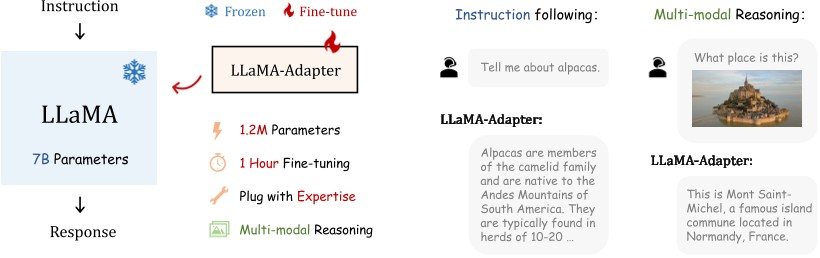 Instruction
LLaMA
7B Parameters
Response
Frozen
Fine-tune
LLaMA-Adapter
1.2M Parameters
1 Hour Fine-tuning
Plug with Expertise
Multi-modal Reasoning
Instruction following:
Tell me about alpacas.
LLaMA-Adapter:
Alpacas are members
of the camelid family
and are native to the
Andes Mountains of
South America. They
are typically found in
herds of 10-20 ...
Multi-modal Reasoning:
What place is this?
LLaMA-Adapter:
This is Mont Saint-
Michel, a famous island
commune located in
Normandy, France.